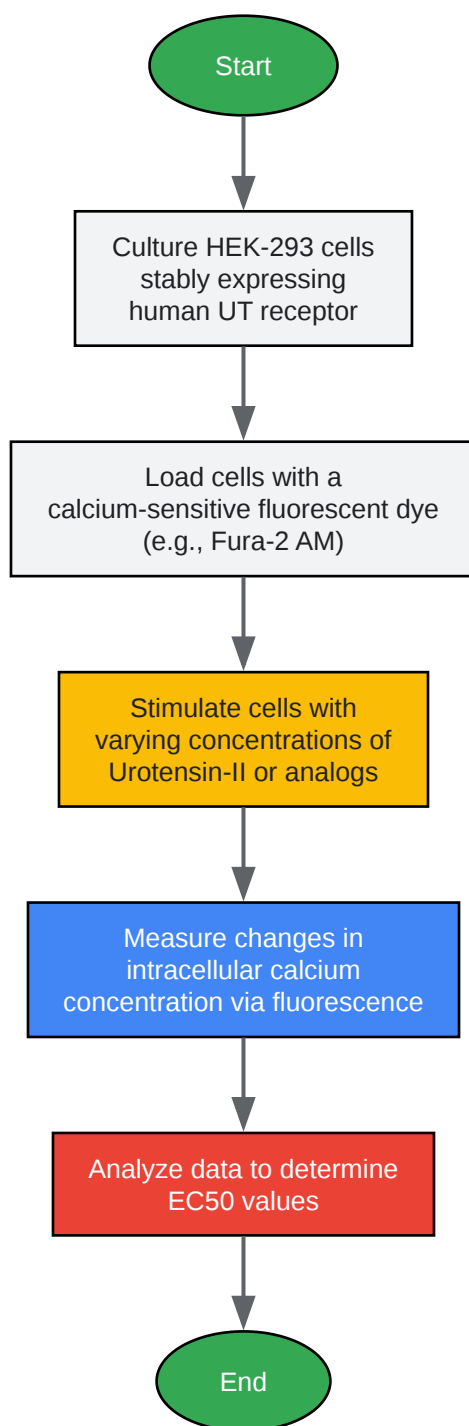 Start
Culture HEK-293 cells
stably expressing
human UT receptor
Load cells with a
calcium-sensitive fluorescent dye
(e.g., Fura-2 AM)
Stimulate cells with
varying concentrations of
Urotensin-II or analogs
Measure changes in
intracellular calcium
concentration via fluorescence
Analyze data to determine
EC50 values
End